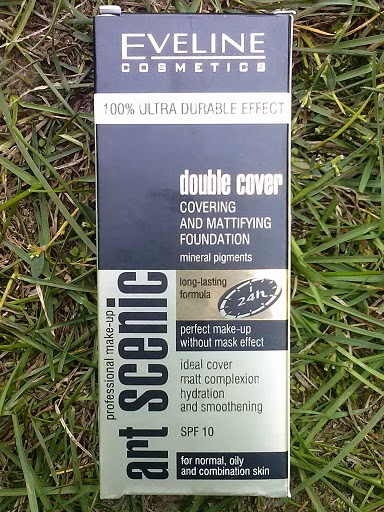 EVELINE
COSMETICS
100% ULTRA DURABLE EFFECT
double cover
COVERING
AND MATTIFYING
FOUNDATION
mineral pigments
long-lasting
formula
24h
perfect make-up
without mask effect
ideal cover
matt complexion
hydration
and smoothening
SPF 10
for normal, oily
and combination skin
professional make-up
art scenic